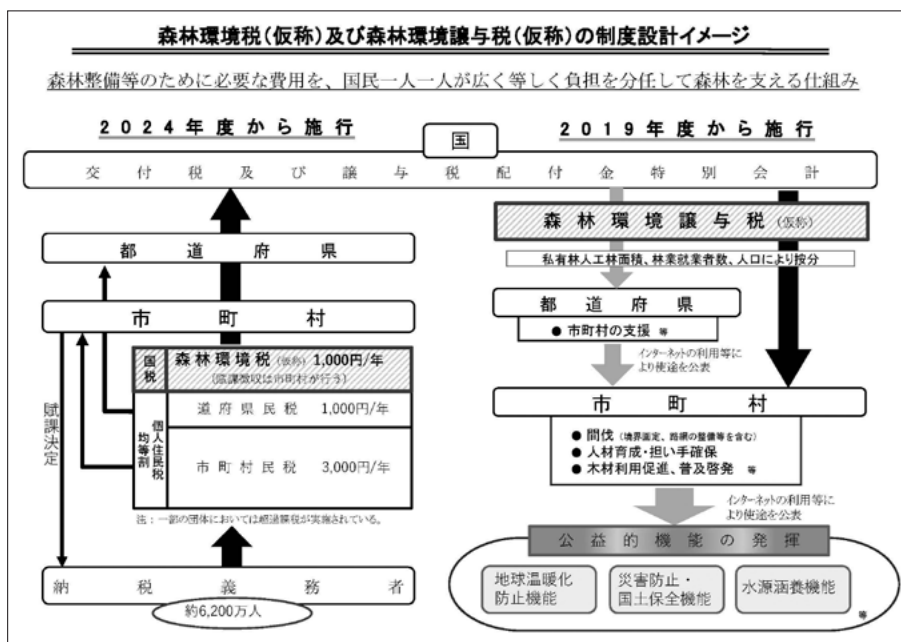 森林環境税(仮称)及び森林環境譲与税(仮称)の制度設計イメージ
森林整備等のために必要な費用を、国民一人一人が広く等しく負担を分任して森林を支える仕組み
2024年度から施行
国
2019年度から施行
交付税及び譲与税配付金特別会計
都道府県
市町村
国税
森林環境税(仮称) 1,000円/年
(賦課徴収は市町村が行う)
個人住民税
均等割
道府県民税 1,000円/年
市町村民税 3,000円/年
賦課決定
注:一部の団体においては超過課税が実施されている。
納税義務者
約6,200万人
森林環境譲与税(仮称)
私有林人工林面積、林業就業者数、人口により按分
都道府県
● 市町村の支援 等
インターネットの利用等に
より使途を公表
市町村
● 間伐(境界画定、路網の整備等を含む)
● 人材育成・担い手確保
● 木材利用促進、普及啓発 等
インターネットの利用等に
より使途を公表
公益的機能の発揮
地球温暖化
防止機能
災害防止・
国土保全機能
水源涵養機能
等